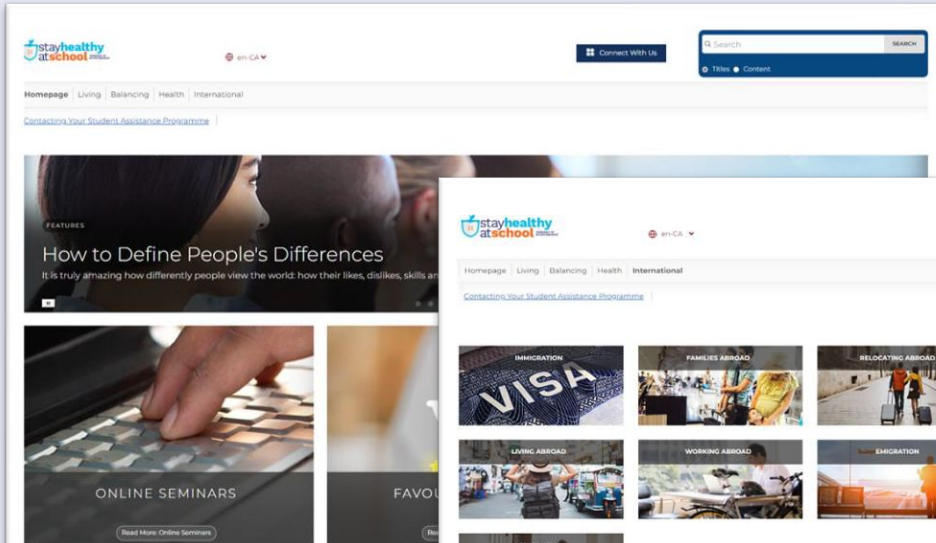 stayhealthy
atschool
en-CA
Connect With Us
Search
SEARCH
Titles Content
Homepage Living Balancing Health International
Contacting Your Student Assistance Programme
FEATURES
How to Define People's Differences
It is truly amazing how differently people view the world: how their likes, dislikes, skills an
ONLINE SEMINARS
Read More: Online Seminars
FAVOU
Re
stayhealthy
atschool
en-CA
Homepage Living Balancing Health International
Contacting Your Student Assistance Programme
IMMIGRATION
VISA
FAMILIES ABROAD
RELOCATING ABROAD
LIVING ABROAD
WORKING ABROAD
EMIGRATION